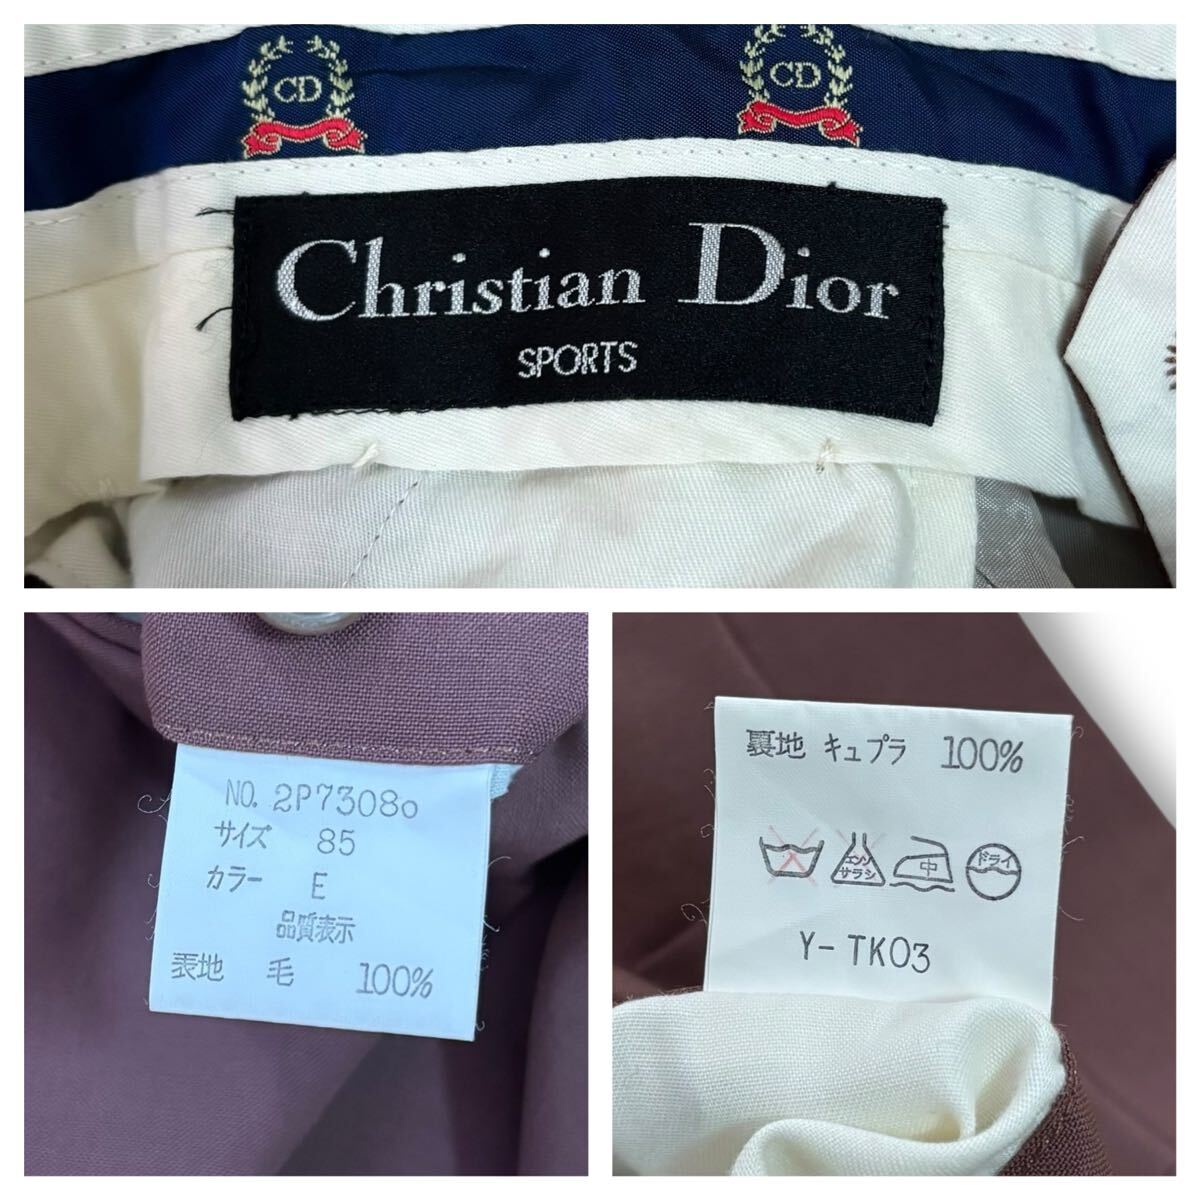 CD
CD
Christian Dior
SPORTS
NO. 2P7308o
サイズ 85
カラー E
品質表示
表地 毛 100%
裏地 キュプラ 100%
エンソ
サラシ
中
ドライ
Y-TK03